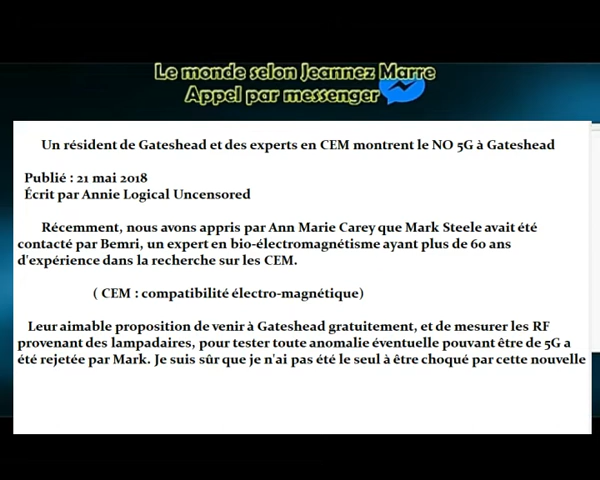 Le monde selon Jeannez Marre
Appel par messenger
Un résident de Gateshead et des experts en CEM montrent le NO 5G à Gateshead
Publié : 21 mai 2018
Écrit par Annie Logical Uncensored
Récemment, nous avons appris par Ann Marie Carey que Mark Steele avait été
contacté par Bemri, un expert en bio-électromagnétisme ayant plus de 60 ans
d'expérience dans la recherche sur les CEM.
( CEM : compatibilité électro-magnétique)
Leur aimable proposition de venir à Gateshead gratuitement, et de mesurer les RF
provenant des lampadaires, pour tester toute anomalie éventuelle pouvant être de 5G a
été rejetée par Mark. Je suis sûr que je n'ai pas été le seul à être choqué par cette nouvelle